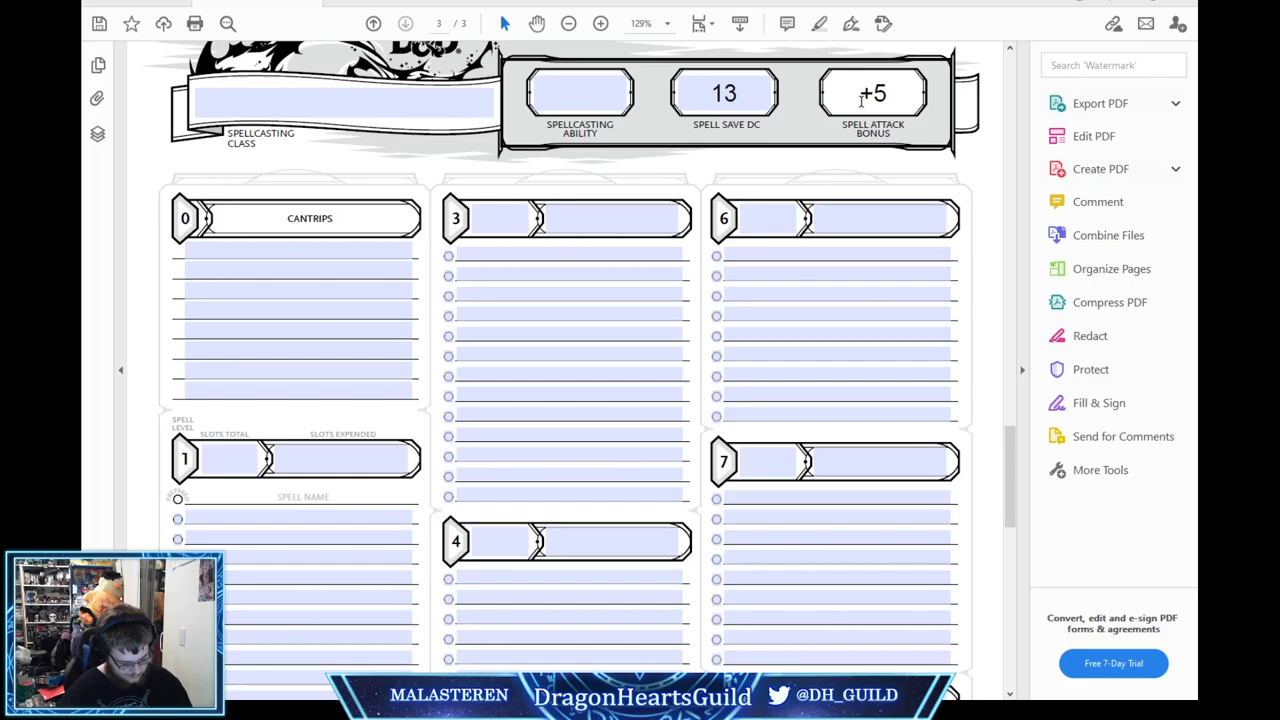 3 / 3
129%
D&D
13
+5
SPELLCASTING
CLASS
SPELLCASTING
ABILITY
SPELL SAVE DC
SPELL ATTACK
BONUS
0
CANTRIPS
3
6
SPELL
LEVEL
SLOTS TOTAL
SLOTS EXPENDED
1
SPELL NAME
4
7
Search 'Watermark'
Export PDF
Edit PDF
Create PDF
Comment
Combine Files
Organize Pages
Compress PDF
Redact
Protect
Fill & Sign
Send for Comments
More Tools
Convert, edit and e-sign PDF
forms & agreements
Free 7-Day Trial
MALASTEREN
DragonHeartsGuild
@DH_GUILD